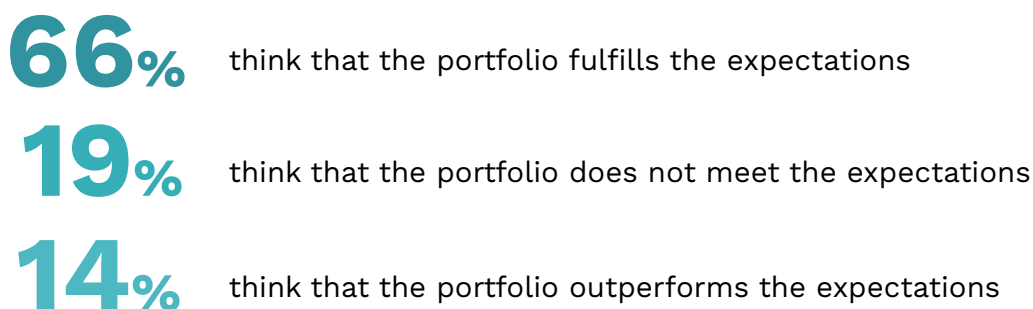 66% think that the portfolio fulfills the expectations
19% think that the portfolio does not meet the expectations
14% think that the portfolio outperforms the expectations